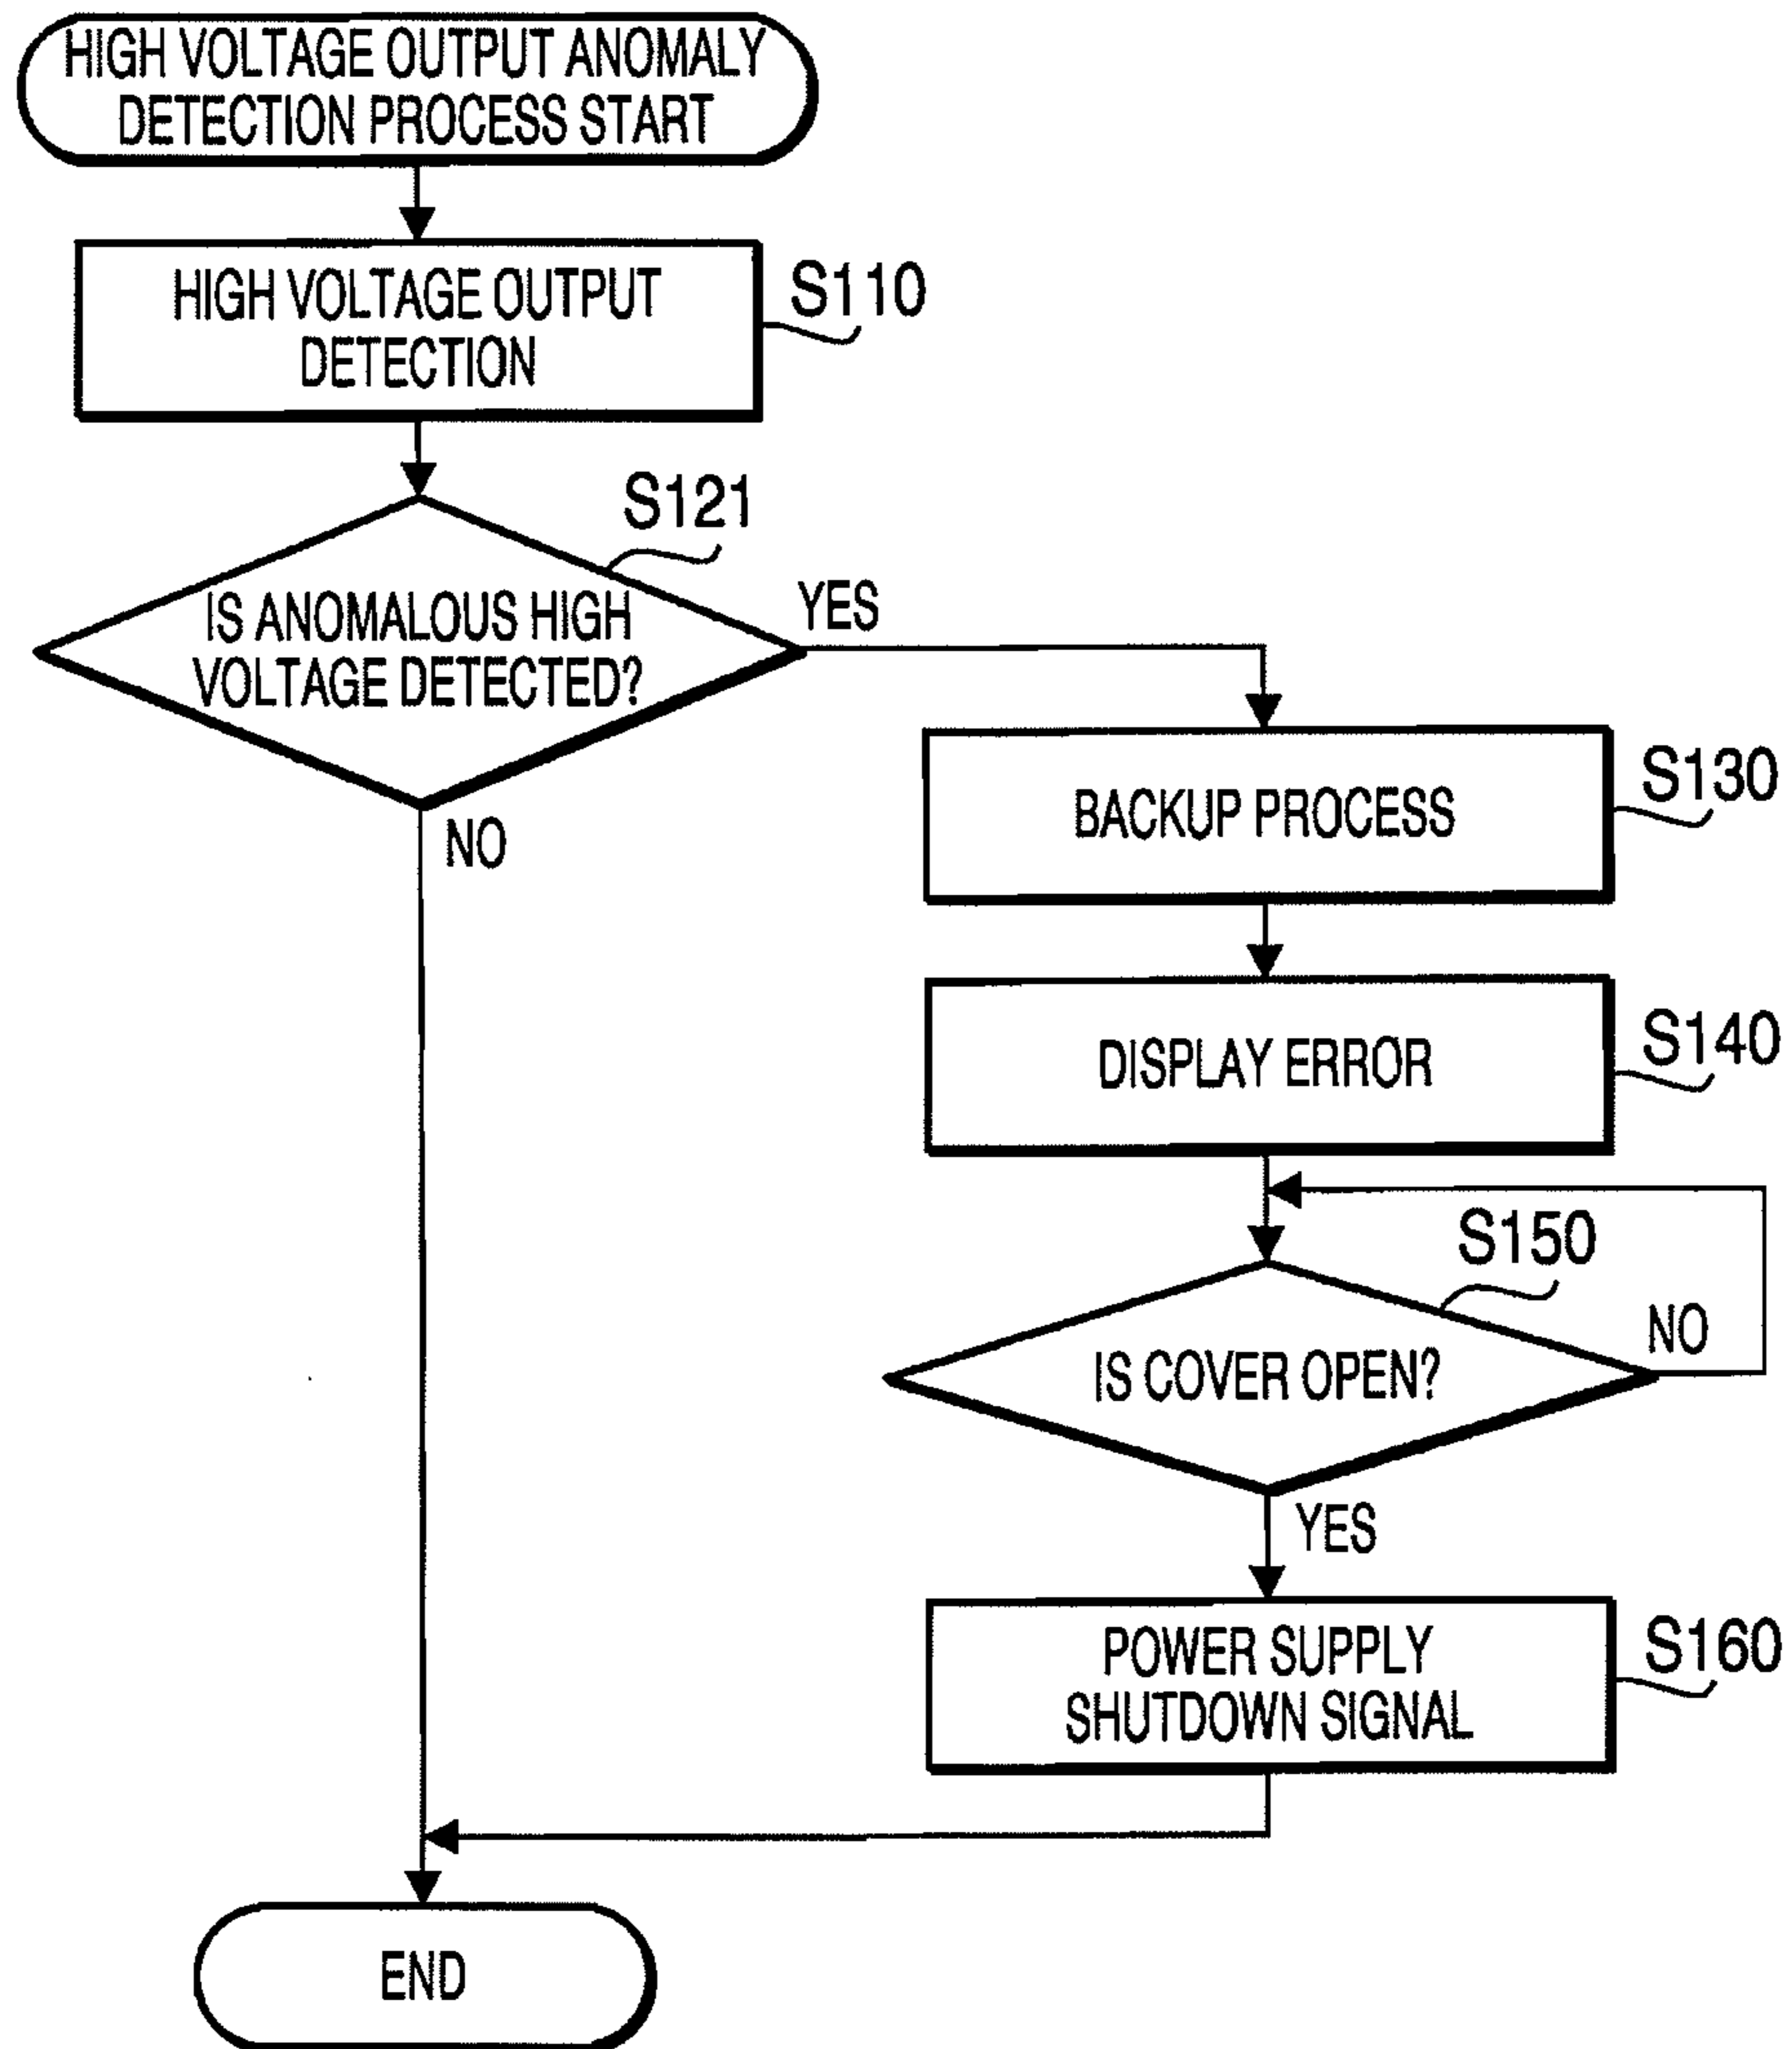 HIGH VOLTAGE OUTPUT ANOMALY
DETECTION PROCESS START
HIGH VOLTAGE OUTPUT
DETECTION
S110
S121
IS ANOMALOUS HIGH
VOLTAGE DETECTED?
YES
NO
BACKUP PROCESS
S130
DISPLAY ERROR
S140
S150
IS COVER OPEN?
NO
YES
POWER SUPPLY
SHUTDOWN SIGNAL
S160
END